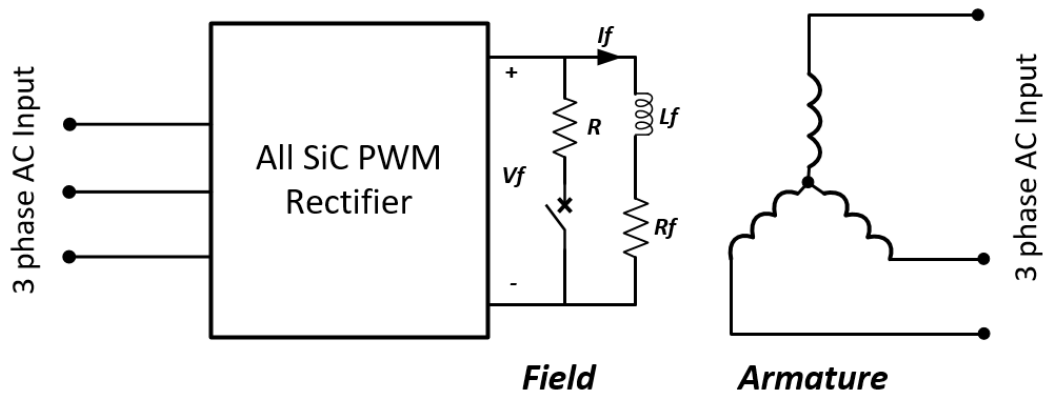 3 phase AC Input
All SiC PWM
Rectifier
+
Vf
-
R
If
Lf
Rf
Field
Armature
3 phase AC Input